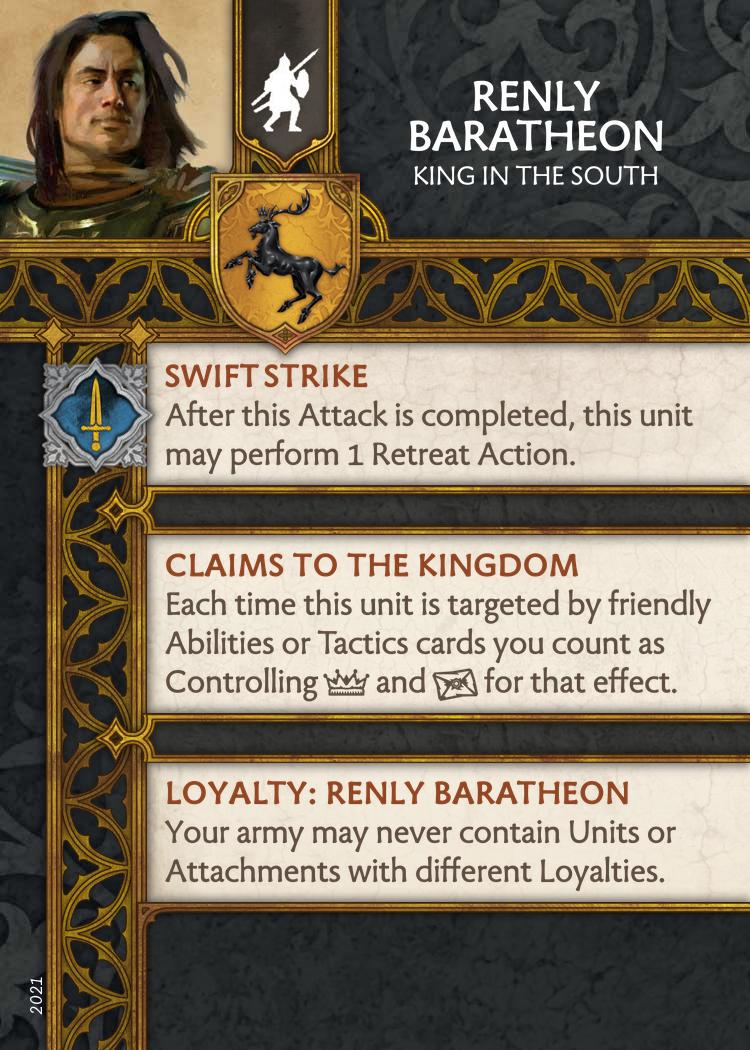 RENLY
BARATHEON
KING IN THE SOUTH
SWIFT STRIKE
After this Attack is completed, this unit
may perform 1 Retreat Action.
CLAIMS TO THE KINGDOM
Each time this unit is targeted by friendly
Abilities or Tactics cards you count as
Controlling and for that effect.
LOYALTY: RENLY BARATHEON
Your army may never contain Units or
Attachments with different Loyalties.
2021